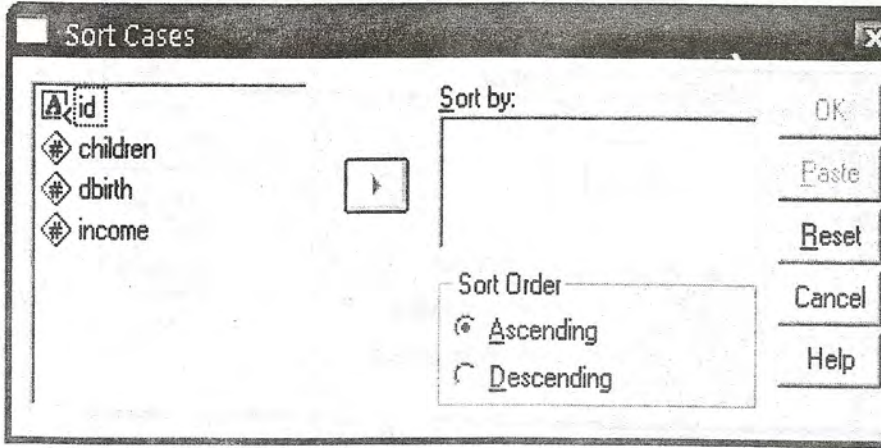 Sort Cases
id
children
dbirth
income
Sort by:
Sort Order
Ascending
Descending
OK
Paste
Reset
Cancel
Help